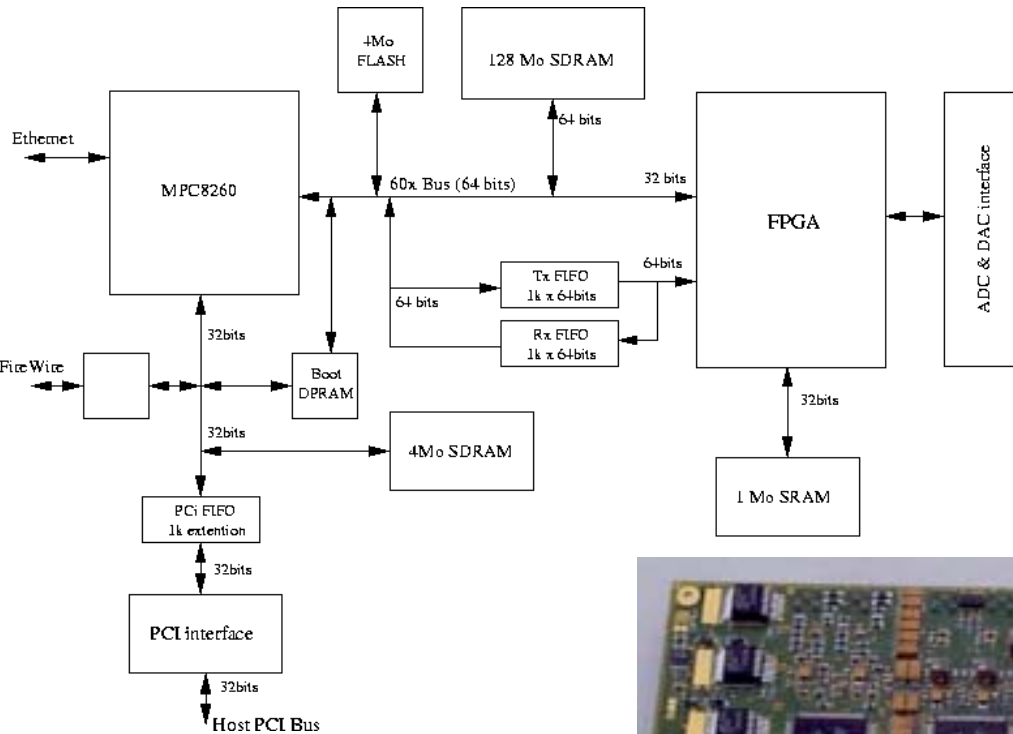 4Mo
FLASH
128 Mo SDRAM
64 bits
Ethernet
MPC8260
60x Bus (64 bits)
32 bits
FPGA
ADC & DAC interface
Tx FIFO
1k x 64bits
64bits
64 bits
Rx FIFO
1k x 64bits
32bits
FireWire
Boot
DPRAM
32bits
4Mo SDRAM
32bits
1 Mo SRAM
PCi FIFO
1k extention
32bits
PCI interface
32bits
Host PCI Bus